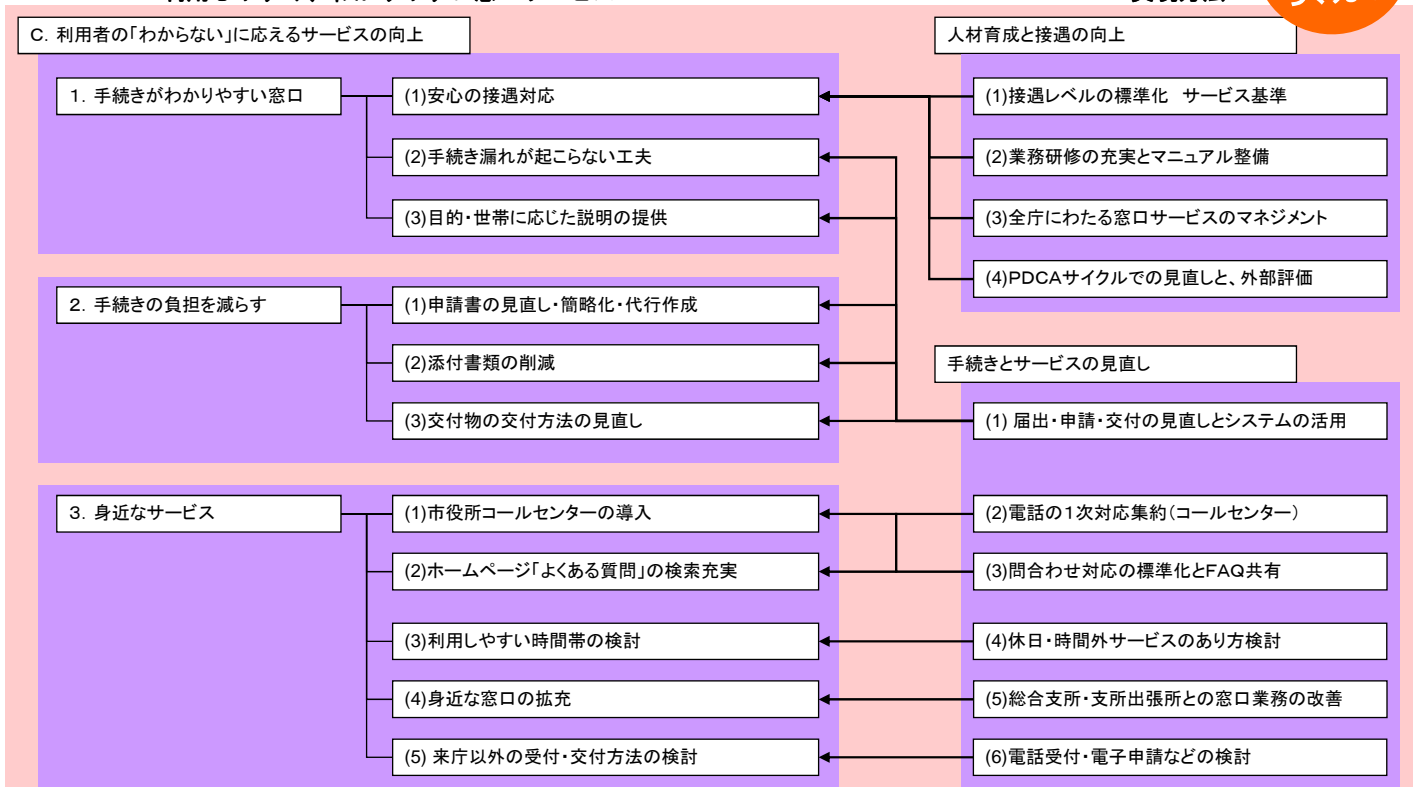 C．利用者の「わからない」に応えるサービスの向上
1．手続きがわかりやすい窓口
(1)安心の接遇対応
(2)手続き漏れが起こらない工夫
(3)目的・世帯に応じた説明の提供
2．手続きの負担を減らす
(1)申請書の見直し・簡略化・代行作成
(2)添付書類の削減
(3)交付物の交付方法の見直し
3．身近なサービス
(1)市役所コールセンターの導入
(2)ホームページ「よくある質問」の検索充実
(3)利用しやすい時間帯の検討
(4)身近な窓口の拡充
(5) 来庁以外の受付・交付方法の検討
人材育成と接遇の向上
(1)接遇レベルの標準化　サービス基準
(2)業務研修の充実とマニュアル整備
(3)全庁にわたる窓口サービスのマネジメント
(4)PDCAサイクルでの見直しと、外部評価
手続きとサービスの見直し
(1) 届出・申請・交付の見直しとシステムの活用
(2)電話の１次対応集約（コールセンター）
(3)問合わせ対応の標準化とFAQ共有
(4)休日・時間外サービスのあり方検討
(5)総合支所・支所出張所との窓口業務の改善
(6)電話受付・電子申請などの検討